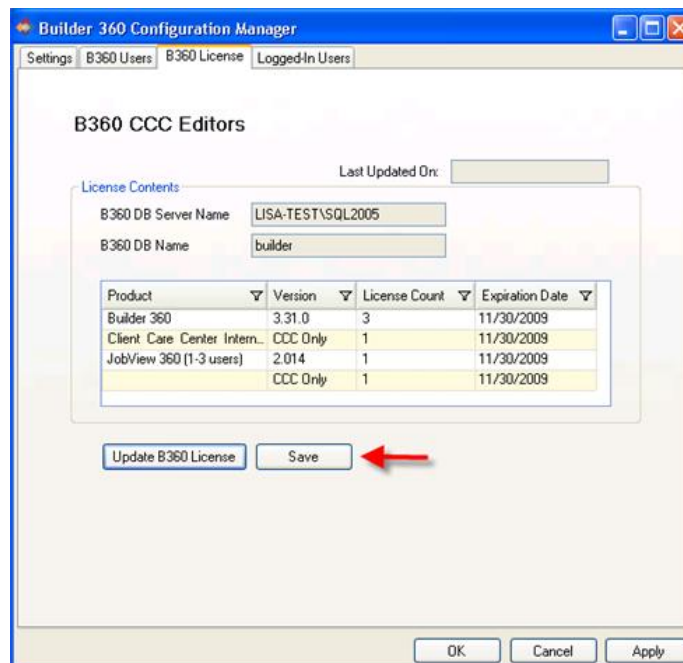 Builder 360 Configuration Manager
Settings B360 Users B360 License Logged-In Users
B360 CCC Editors
Last Updated On:
License Contents
B360 DB Server Name LISA-TEST\SQL2005
B360 DB Name builder
Product Version License Count Expiration Date
Builder 360 3.31.0 3 11/30/2009
Client Care Center Intern... CCC Only 1 11/30/2009
JobView 360 (1-3 users) 2.014 1 11/30/2009
CCC Only 1 11/30/2009
Update B360 License Save
OK Cancel Apply